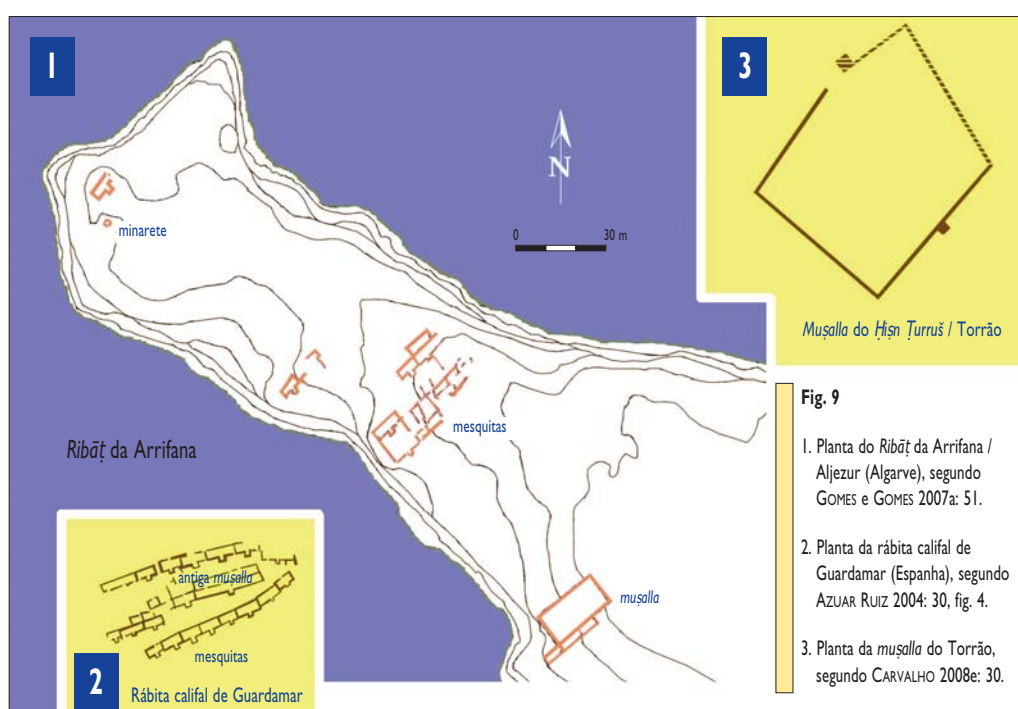 1
minarete
N
0 30 m
mesquitas
Ribāṭ da Arrifana
muṣalla
2
antiga muṣalla
mesquitas
Rábita califal de Guardamar
3
Muṣalla do Ḥiṣn Ṭurruš / Torrão
Fig. 9
1. Planta do Ribāṭ da Arrifana /
Aljezur (Algarve), segundo
GOMES e GOMES 2007a: 51.
2. Planta da rábita califal de
Guardamar (Espanha), segundo
AZUAR RUIZ 2004: 30, fig. 4.
3. Planta da muṣalla do Torrão,
segundo CARVALHO 2008e: 30.